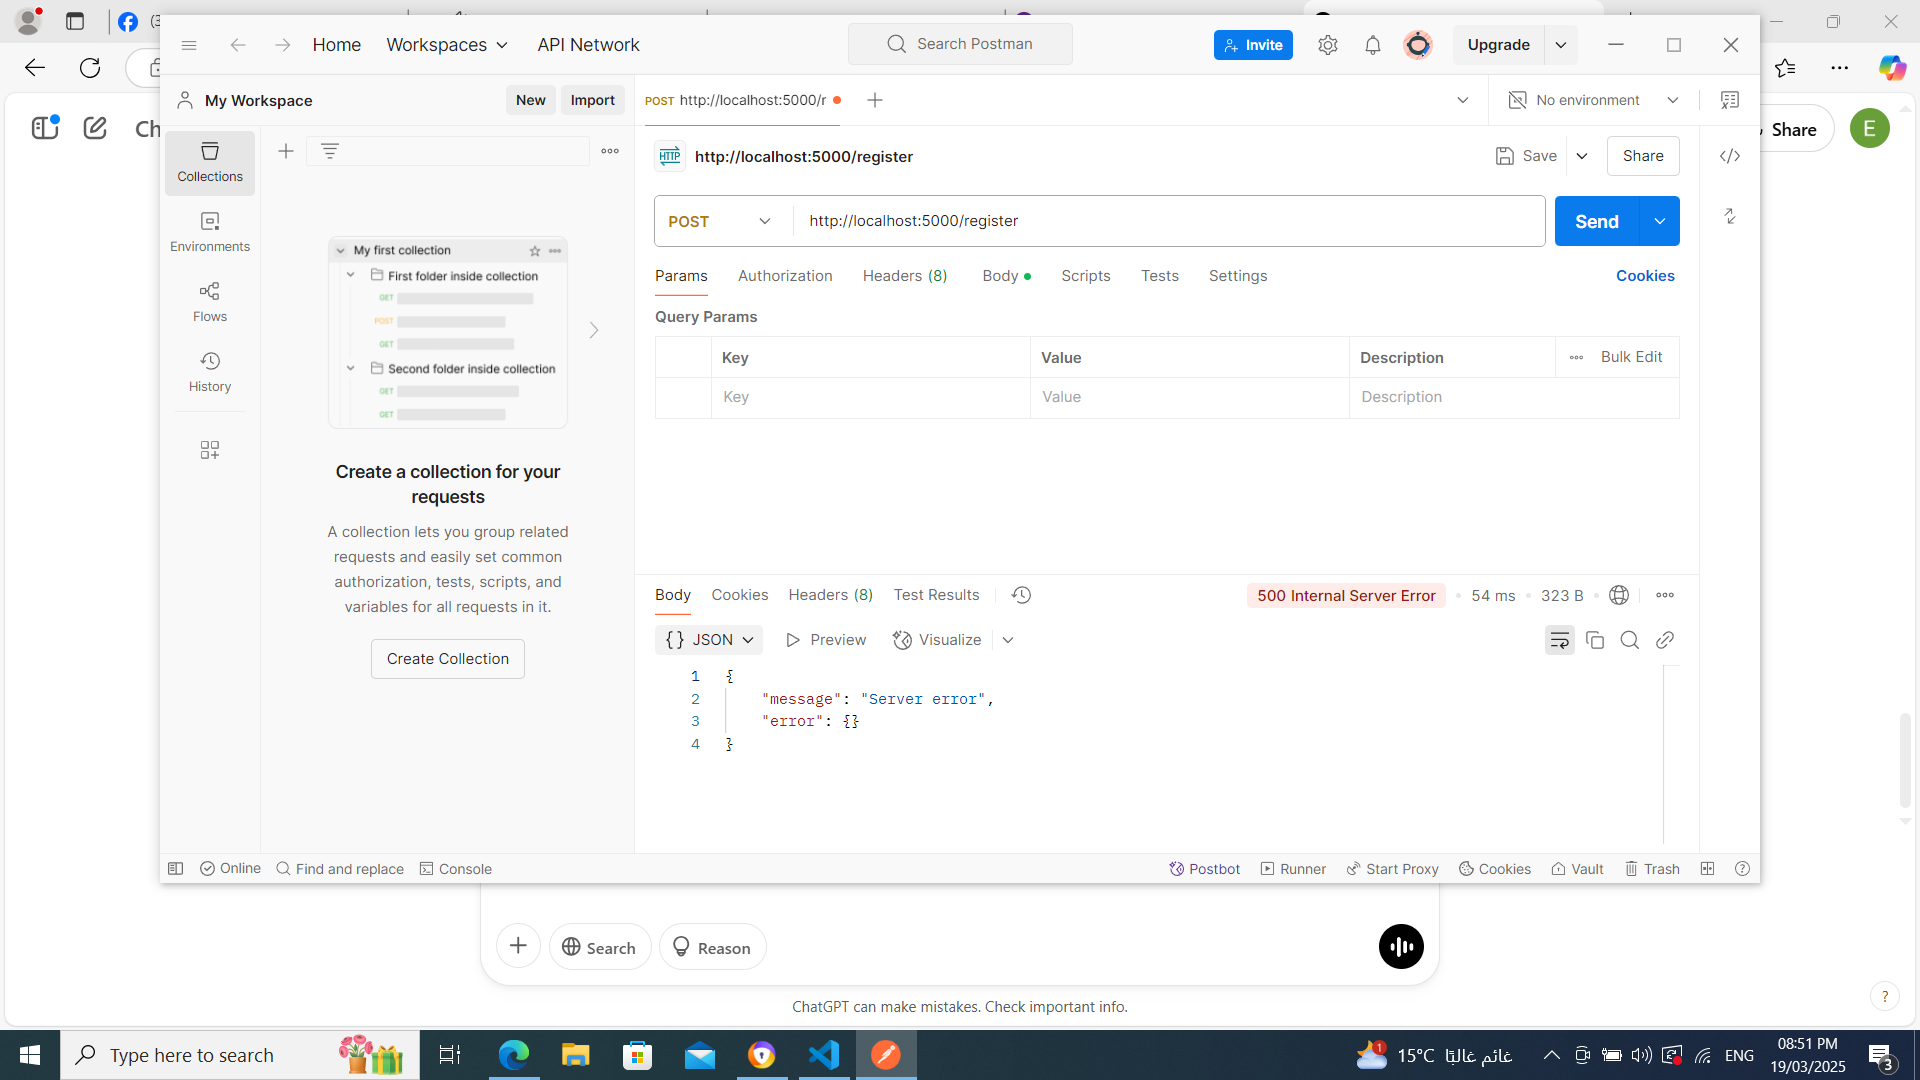 (3
Home
Workspaces
API Network
Search Postman
Invite
Upgrade
My Workspace
New
Import
POST http://localhost:5000/r
No environment
Ch
Share
E
Collections
Environments
Flows
History
My first collection
First folder inside collection
GET
POST
GET
Second folder inside collection
GET
GET
Create a collection for your
requests
A collection lets you group related
requests and easily set common
authorization, tests, scripts, and
variables for all requests in it.
Create Collection
HTTP
http://localhost:5000/register
Save
Share
POST
http://localhost:5000/register
Send
Params
Authorization
Headers (8)
Body
Scripts
Tests
Settings
Cookies
Query Params
Key
Value
Description
Bulk Edit
Key
Value
Description
Body
Cookies
Headers (8)
Test Results
500 Internal Server Error
54 ms
323 B
{} JSON
Preview
Visualize
1 {
2 "message": "Server error",
3 "error": {}
4 }
Online
Find and replace
Console
Postbot
Runner
Start Proxy
Cookies
Vault
Trash
Search
Reason
ChatGPT can make mistakes. Check important info.
?
Type here to search
1
15°C غائم غالبًا
ENG
08:51 PM
19/03/2025
3